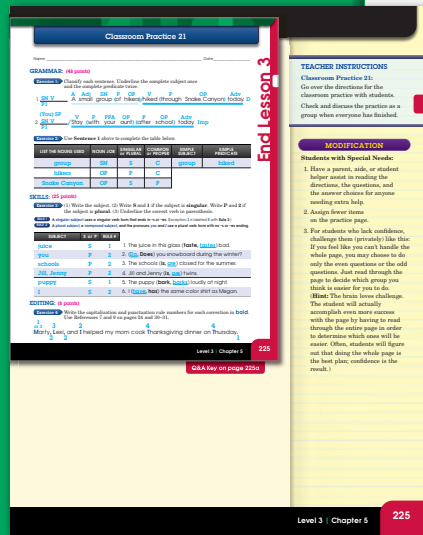 Classroom Practice 21
Name Date
GRAMMAR: (48 points)
Exercise 1 Classify each sentence. Underline the complete subject once
and the complete predicate twice.
A Adj SN P OP V P OP Adv
1. SN V A small group (of hikers)/hiked (through Snake Canyon) today. D
P1
(You) SP V P PPA OP P OP Adv
2. SN V /Stay (with your aunt) (after school) today. Imp
P1
Exercise 2 Use Sentence 1 above to complete the table below.
LIST THE NOUNS USED NOUN JOB SINGULAR or PLURAL COMMON or PROPER SIMPLE SUBJECT SIMPLE PREDICATE
group SN S C group hiked
hikers OP P C
Snake Canyon OP S P
SKILLS: (25 points)
Exercise 3 (1) Write the subject. (2) Write S and 1 if the subject is singular. Write P and 2 if
the subject is plural. (3) Underline the correct verb in parenthesis.
SUBJECT S or P RULE #
juice S 1 1. The juice in this glass (taste, tastes) bad.
you P 2 2. (Do, Does) you snowboard during the winter?
schools P 2 3. The schools (is, are) closed for the summer.
Jill, Jenny P 2 4. Jill and Jenny (is, are) twins.
puppy S 1 5. The puppy (bark, barks) loudly at night.
I S 2 6. I (have, has) the same color shirt as Megan.
EDITING: (8 points)
Exercise 4 Write the capitalization and punctuation rule numbers for each correction in bold.
Use References 7 and 9 on pages 28 and 30-31.
1 or 3 3 2 4 4
Marty, Lexi, and I helped my mom cook Thanksgiving dinner on Thursday.
2 2 1
End Lesson 3
Level 3 | Chapter 5 225
Q&A Key on page 225a
TEACHER INSTRUCTIONS
Classroom Practice 21:
Go over the directions for the
classroom practice with students.
Check and discuss the practice as a
group when everyone has finished.
MODIFICATION
Students with Special Needs:
1. Have a parent, aide, or student
helper assist in reading the
directions, the questions, and
the answer choices for anyone
needing extra help.
2. Assign fewer items
on the practice page.
3. For students who lack confidence,
challenge them (privately) like this:
If you feel like you can't handle the
whole page, you may choose to do
only the even questions or the odd
questions. Just read through the
page to decide which group you
think is easier for you to do.
(Hint: The brain loves challenge.
The student will actually
accomplish even more success
with the page by having to read
through the entire page in order
to determine which ones will be
easier. Often, students will figure
out that doing the whole page is
the best plan; confidence is the
result.)
Level 3 | Chapter 5 225